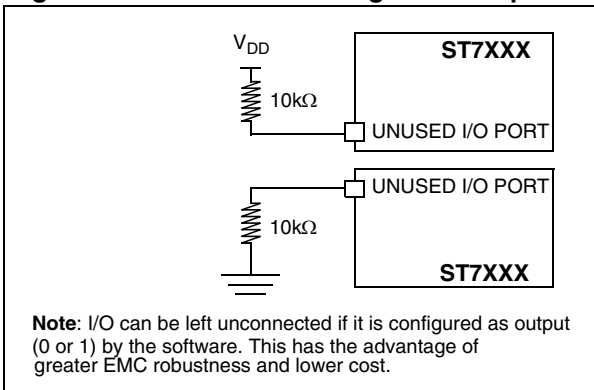 VDD
ST7XXX
10kΩ
UNUSED I/O PORT
UNUSED I/O PORT
10kΩ
ST7XXX
Note: I/O can be left unconnected if it is configured as output
(0 or 1) by the software. This has the advantage of
greater EMC robustness and lower cost.